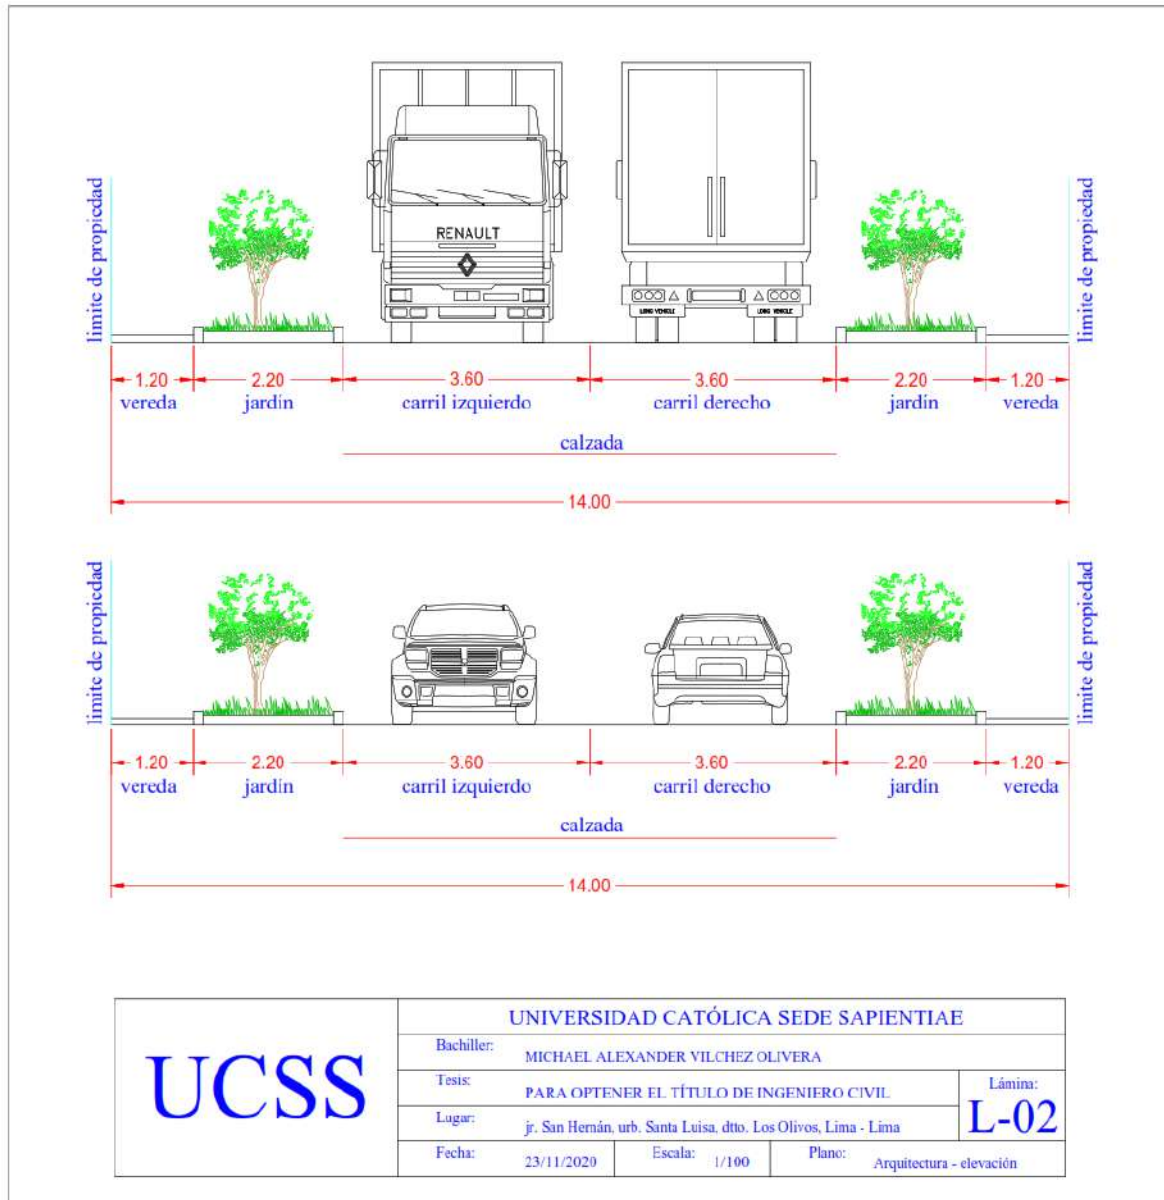 RENAULT
LONG VEHICLE LONG VEHICLE
limite de propiedad
limite de propiedad
1.20 2.20 3.60 3.60 2.20 1.20
vereda jardín carril izquierdo carril derecho jardín vereda
calzada
14.00
limite de propiedad
limite de propiedad
1.20 2.20 3.60 3.60 2.20 1.20
vereda jardín carril izquierdo carril derecho jardín vereda
calzada
14.00
UCSS
UNIVERSIDAD CATÓLICA SEDE SAPIENTIAE
Bachiller: MICHAEL ALEXANDER VILCHEZ OLIVERA
Tesis: PARA OPTENER EL TÍTULO DE INGENIERO CIVIL
Lámina:
L-02
Lugar: jr. San Hernán, urb. Santa Luisa, dtto. Los Olivos, Lima - Lima
Fecha: 23/11/2020 Escala: 1/100 Plano: Arquitectura - elevación